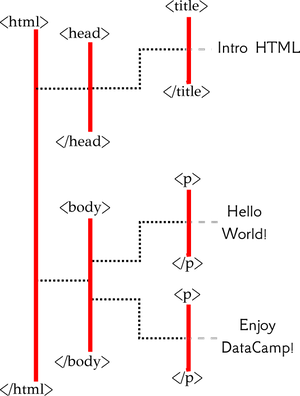 <html>
<head>
<title>
Intro HTML
</title>
</head>
<body>
<p>
Hello
World!
</p>
<p>
Enjoy
DataCamp!
</p>
</body>
</html>